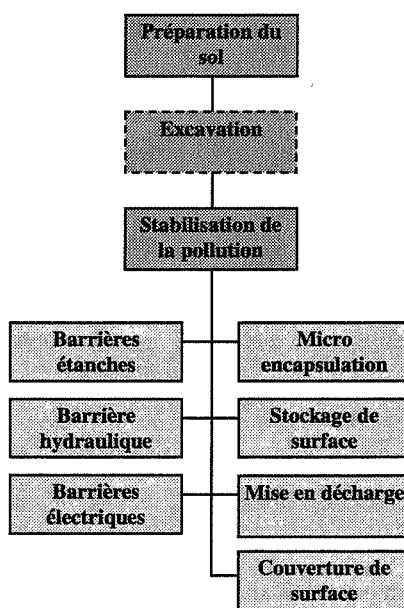 Préparation du
sol
Excavation
Stabilisation de
la pollution
Barrières
étanches
Micro
encapsulation
Barrière
hydraulique
Stockage de
surface
Barrières
électriques
Mise en décharge
Couverture de
surface